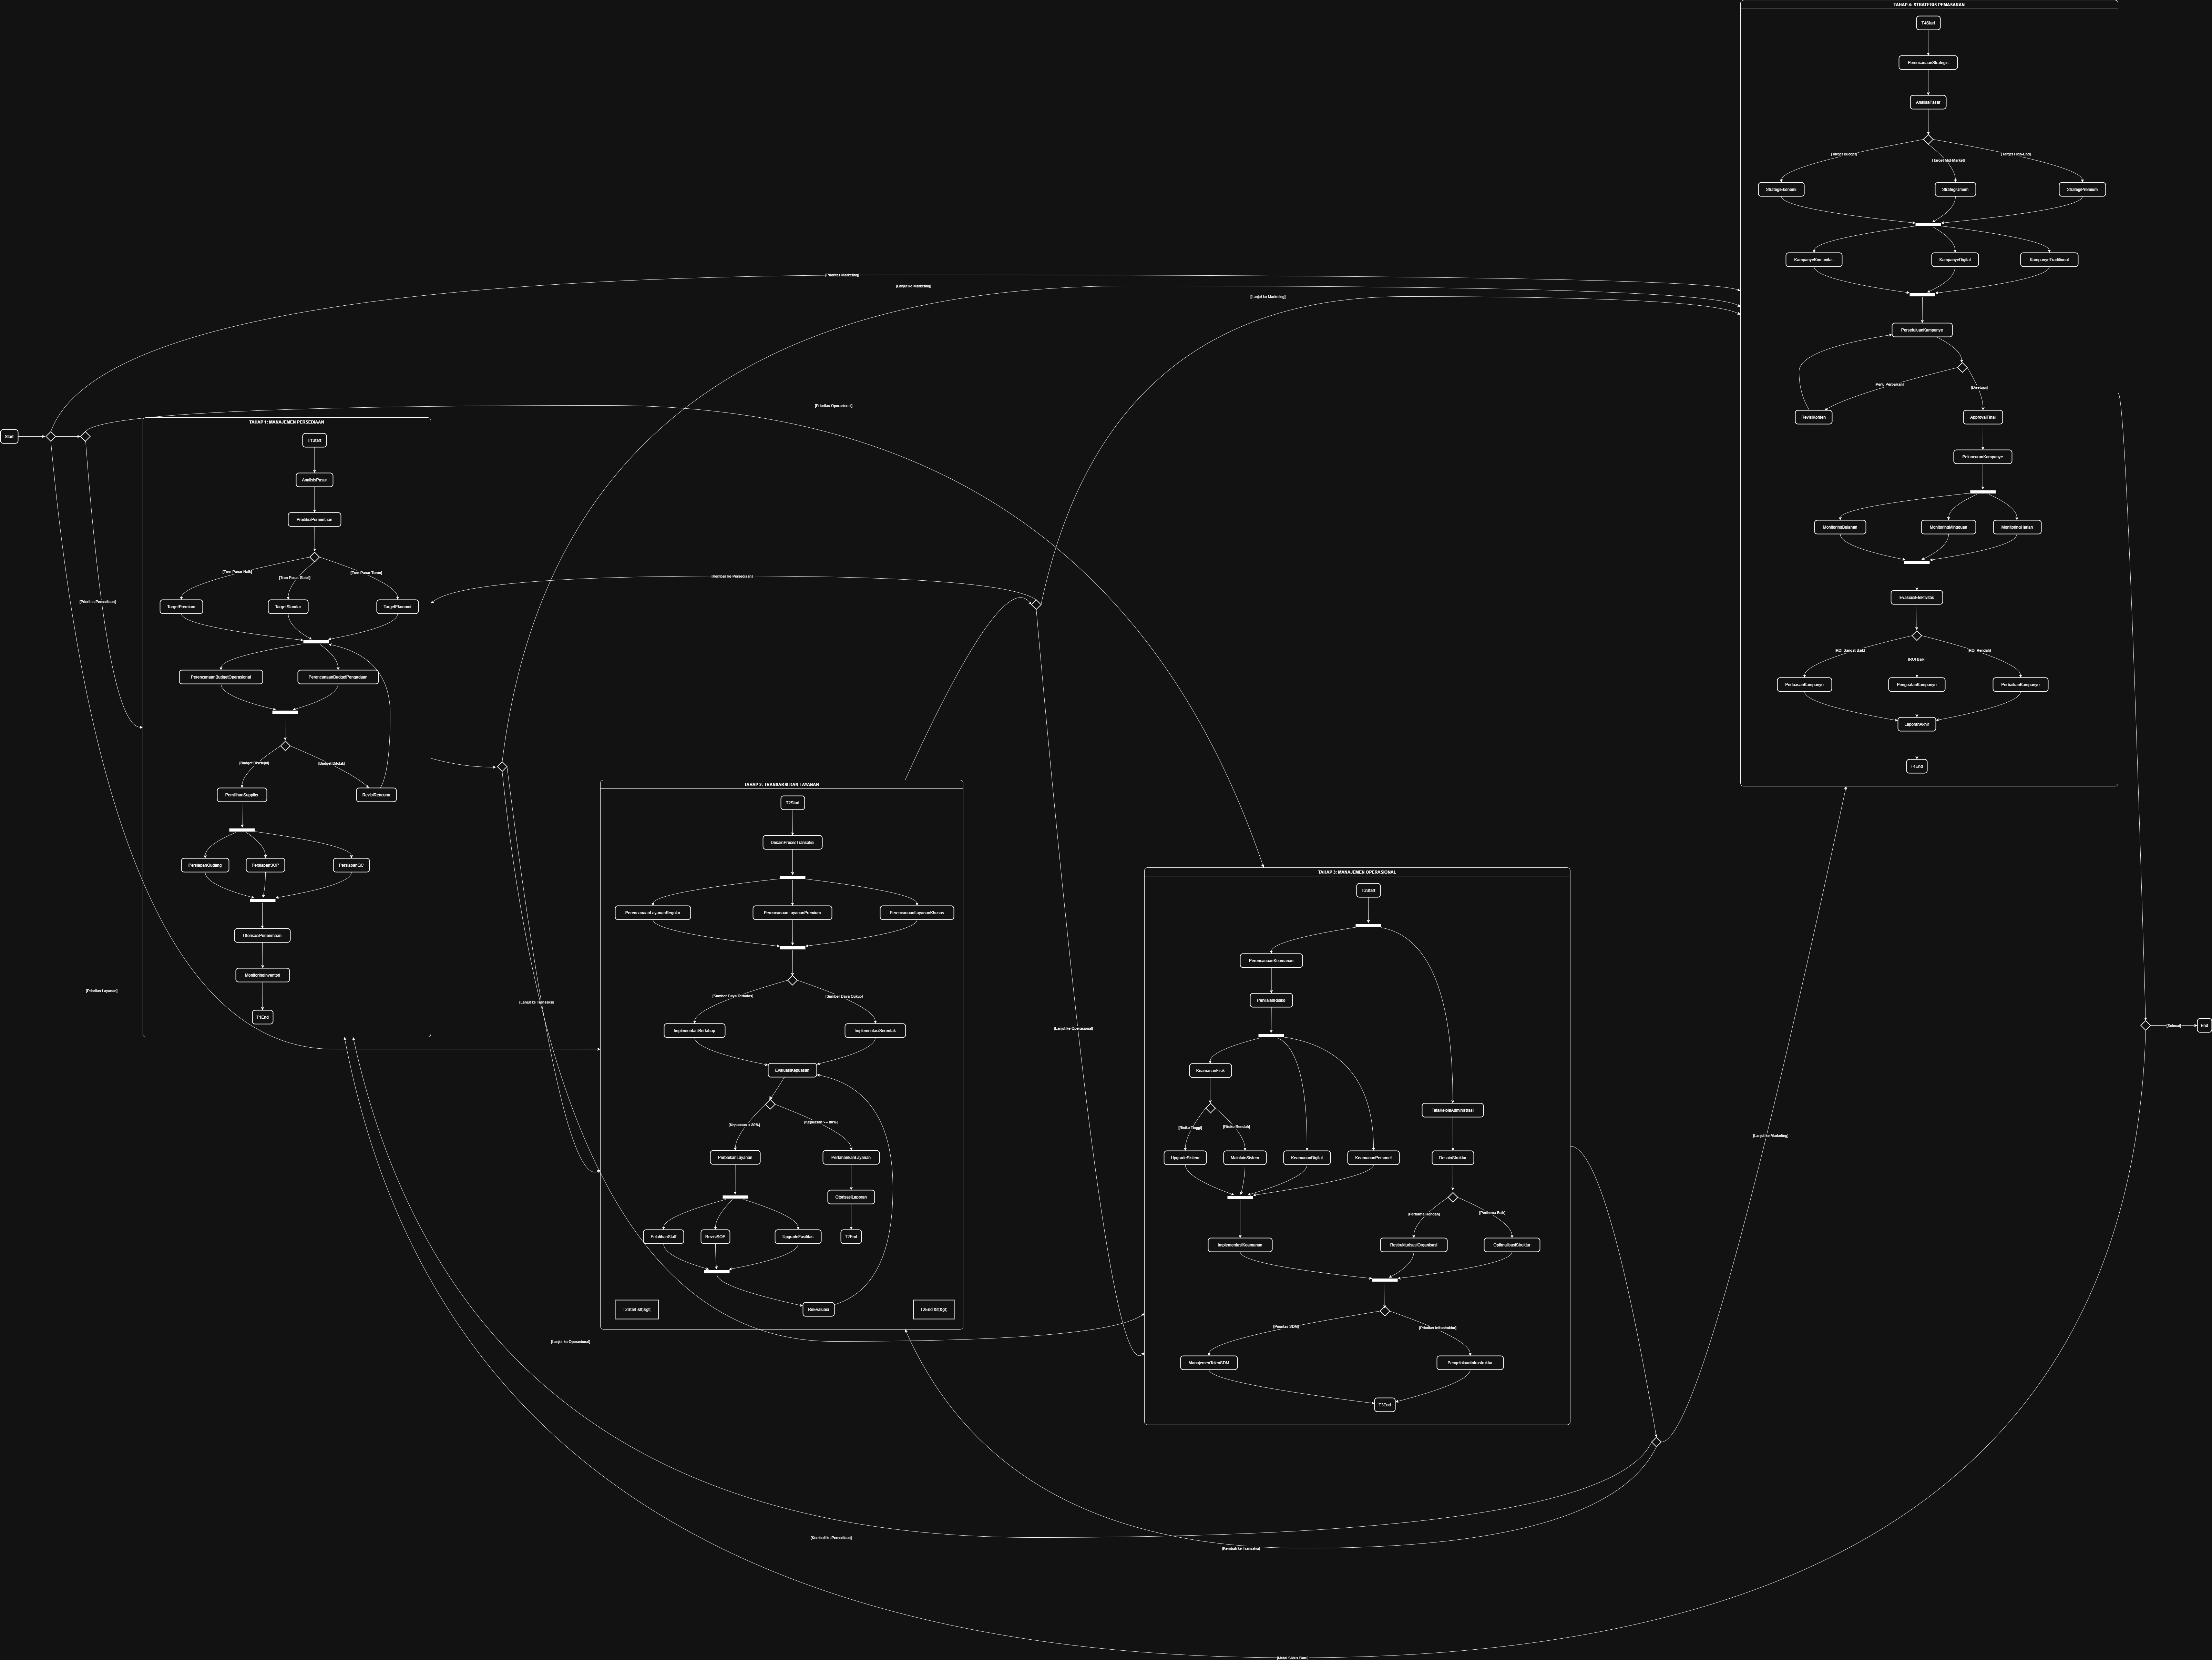 Start
[Prioritas Marketing]
[Lanjut ke Marketing]
[Lanjut ke Marketing]
[Prioritas Operasional]
[Prioritas Persediaan]
[Prioritas Layanan]
TAHAP 1: MANAJEMEN PERSEDIAAN
T1Start
AnalisisPasar
PrediksiPermintaan
[Tren Pasar Naik]
[Tren Pasar Stabil]
[Tren Pasar Turun]
TargetPremium
TargetStandar
TargetEkonomi
PerencanaanBudgetOperasional
PerencanaanBudgetPengadaan
[Budget Disetujui]
[Budget Ditolak]
PemilihanSupplier
RevisiRencana
PersiapanGudang
PersiapanSOP
PersiapanQC
OtorisasiPenerimaan
MonitoringInventori
T1End
[Kembali ke Persediaan]
[Lanjut ke Transaksi]
[Lanjut ke Operasional]
TAHAP 2: TRANSAKSI DAN LAYANAN
T2Start
DesainProsesTransaksi
PerencanaanLayananRegular
PerencanaanLayananPremium
PerencanaanLayananKhusus
[Sumber Daya Terbatas]
[Sumber Daya Cukup]
ImplementasiBertahap
ImplementasiSerentak
EvaluasiKepuasan
[Kepuasan < 80%]
[Kepuasan >= 80%]
PerbaikanLayanan
PertahankanLayanan
OtorisasiLaporan
PelatihanStaff
RevisiSOP
UpgradeFasilitas
T2End
ReEvaluasi
T2Start &lt;&gt;
T2End &lt;&gt;
[Lanjut ke Operasional]
TAHAP 3: MANAJEMEN OPERASIONAL
T3Start
PerencanaanKeamanan
PenilaianRisiko
KeamananFisik
[Risiko Tinggi]
[Risiko Rendah]
UpgradeSistem
MaintainSistem
KeamananDigital
KeamananPersonel
TataKelolaAdministrasi
DesainStruktur
[Performa Rendah]
[Performa Baik]
ImplementasiKeamanan
RestrukturisasiOrganisasi
OptimalisasiStruktur
[Prioritas SDM]
[Prioritas Infrastruktur]
ManajemenTalentSDM
PengelolaanInfrastruktur
T3End
[Lanjut ke Marketing]
[Kembali ke Persediaan]
[Kembali ke Transaksi]
[Mulai Siklus Baru]
TAHAP 4: STRATEGIS PEMASARAN
T4Start
PerencanaanStrategis
AnalisaPasar
[Target Budget]
[Target Mid-Market]
[Target High-End]
StrategiEkonomi
StrategiUmum
StrategiPremium
KampanyeKomunitas
KampanyeDigital
KampanyeTraditional
PersetujuanKampanye
[Perlu Perbaikan]
[Disetujui]
RevisiKonten
ApprovalFinal
PeluncuranKampanye
MonitoringBulanan
MonitoringMingguan
MonitoringHarian
EvaluasiEfektivitas
[ROI Sangat Baik]
[ROI Baik]
[ROI Rendah]
PerluasanKampanye
PenguatanKampanye
PerbaikanKampanye
LaporanAkhir
T4End
[Selesai]
End